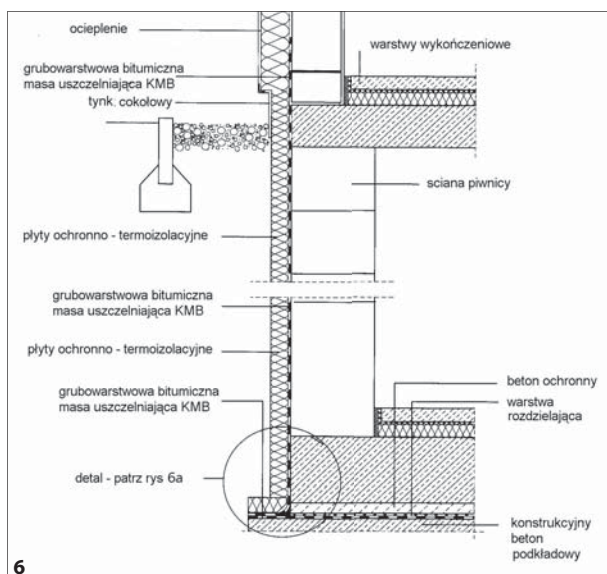 ocieplenie
grubowarstwowa bitumiczna
masa uszczelniająca KMB
tynk. cokołowy
warstwy wykończeniowe
sciana piwnicy
płyty ochronno - termoizolacyjne
grubowarstwowa bitumiczna
masa uszczelniająca KMB
płyty ochronno - termoizolacyjne
grubowarstwowa bitumiczna
masa uszczelniająca KMB
beton ochronny
warstwa
rozdzielająca
detal - patrz rys 6a
konstrukcyjny
beton
podkładowy
6